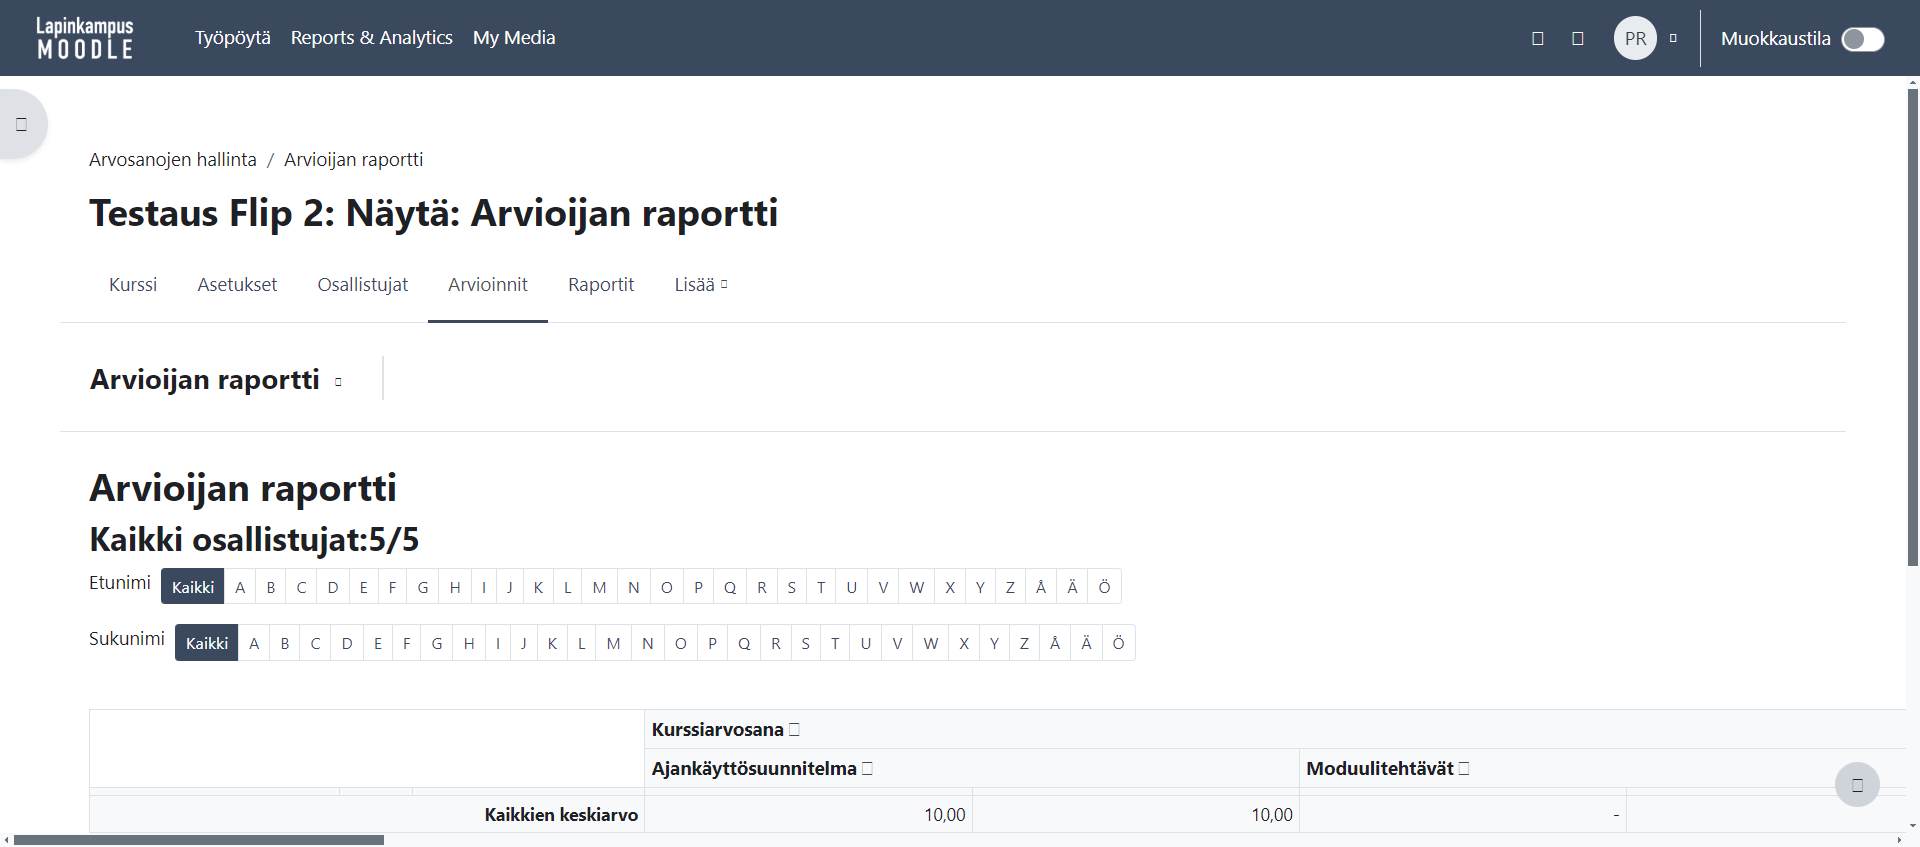 Lapinkampus
MOODLE
Työpöytä Reports & Analytics My Media
PR
Muokkaustila
Arvosanojen hallinta / Arvioijan raportti
Testaus Flip 2: Näytä: Arvioijan raportti
Kurssi Asetukset Osallistujat Arvioinnit Raportit Lisää
Arvioijan raportti
Arvioijan raportti
Kaikki osallistujat:5/5
Etunimi Kaikki A B C D E F G H I J K L M N O P Q R S T U V W X Y Z Å Ä Ö
Sukunimi Kaikki A B C D E F G H I J K L M N O P Q R S T U V W X Y Z Å Ä Ö
Kurssiarvosana
Ajankäyttösuunnitelma Moduulitehtävät
Kaikkien keskiarvo 10,00 10,00 -